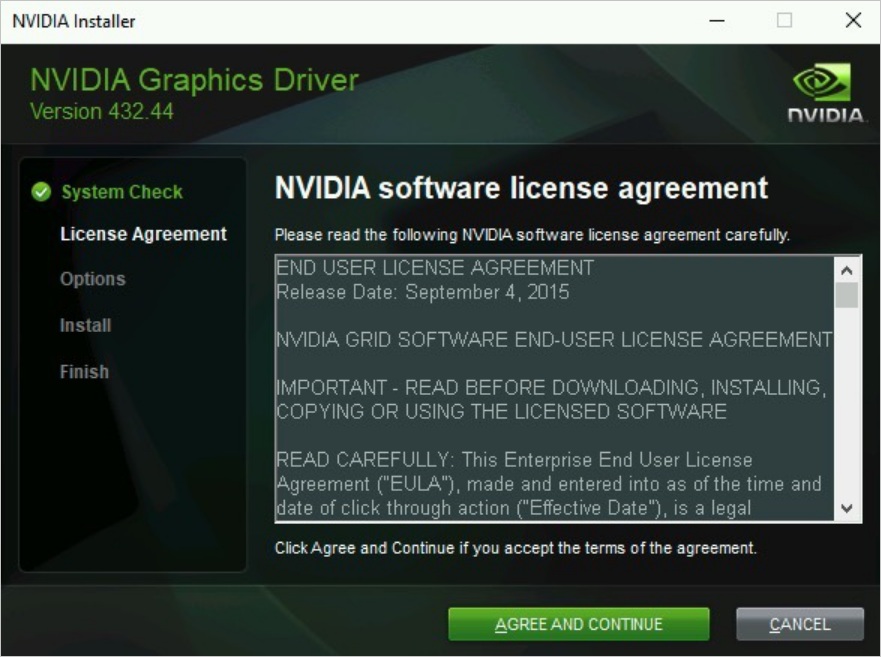 NVIDIA Installer
NVIDIA Graphics Driver
Version 432.44
NVIDIA
System Check
License Agreement
Options
Install
Finish
NVIDIA software license agreement
Please read the following NVIDIA software license agreement carefully.
END USER LICENSE AGREEMENT
Release Date: September 4, 2015
NVIDIA GRID SOFTWARE END-USER LICENSE AGREEMENT
IMPORTANT - READ BEFORE DOWNLOADING, INSTALLING,
COPYING OR USING THE LICENSED SOFTWARE
READ CAREFULLY: This Enterprise End User License
Agreement ("EULA"), made and entered into as of the time and
date of click through action ("Effective Date"), is a legal
Click Agree and Continue if you accept the terms of the agreement.
AGREE AND CONTINUE
CANCEL